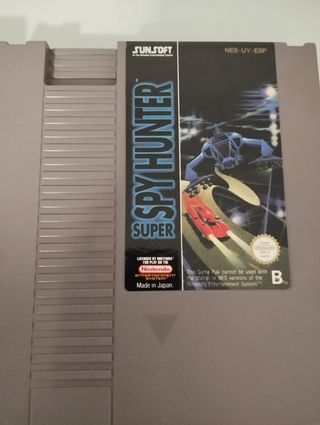 SUNSOFT
NES-UY-ESP
SUPER
SPY HUNTER
LICENSED BY NINTENDO
FOR PLAY ON THE
Nintendo
ENTERTAINMENT
SYSTEM
Made in Japan.
This Game Pak cannot be used with
the Mattel or NES versions of the
Nintendo Entertainment System.
B